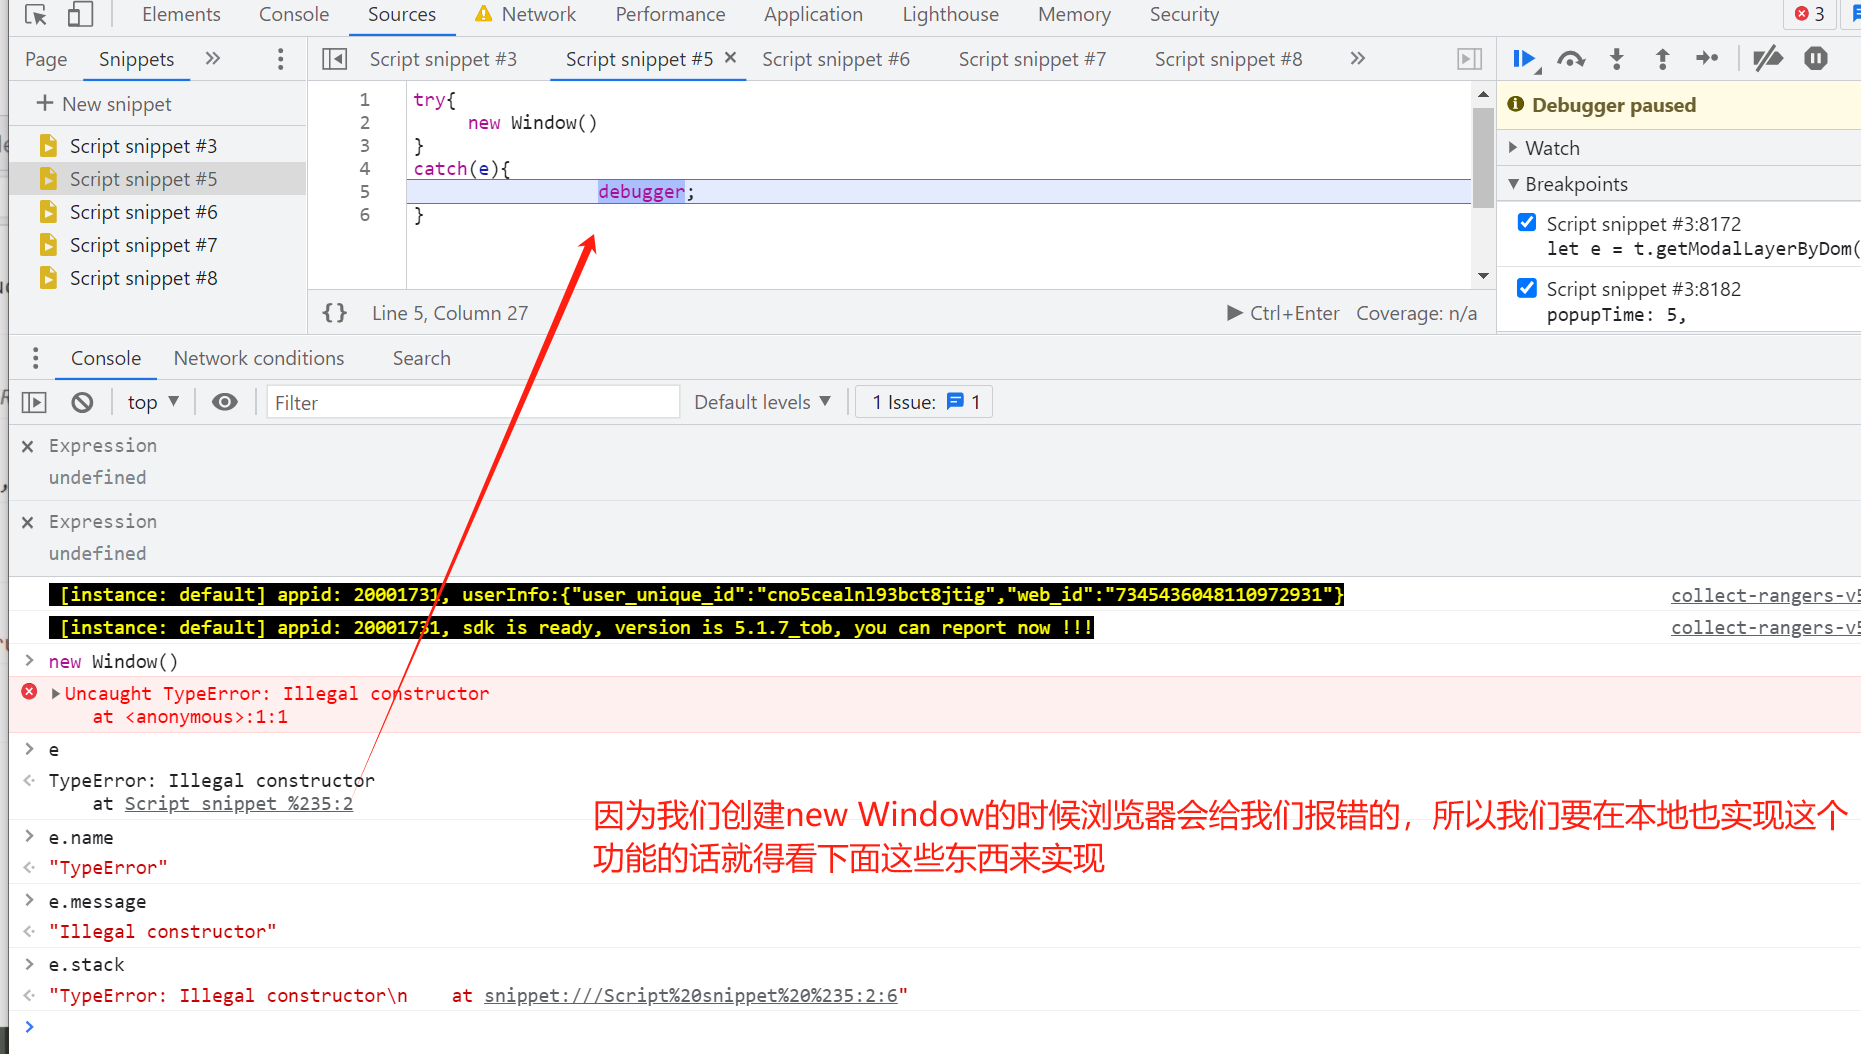 Elements Console Sources Network Performance Application Lighthouse Memory Security 3
Page Snippets Script snippet #3 Script snippet #5 Script snippet #6 Script snippet #7 Script snippet #8
New snippet
Script snippet #3
Script snippet #5
Script snippet #6
Script snippet #7
Script snippet #8
1 try{
2 new Window()
3 }
4 catch(e){
5 debugger;
6 }
{} Line 5, Column 27 Ctrl+Enter Coverage: n/a
Debugger paused
Watch
Breakpoints
Script snippet #3:8172
let e = t.getModalLayerByDom(
Script snippet #3:8182
popupTime: 5,
Console Network conditions Search
top Filter Default levels 1 Issue: 1
Expression
undefined
Expression
undefined
[instance: default] appid: 20001731, userInfo:{"user_unique_id":"cno5cealnl93bct8jtig","web_id":"7345436048110972931"} collect-rangers-v5
[instance: default] appid: 20001731, sdk is ready, version is 5.1.7_tob, you can report now !!! collect-rangers-v5
new Window()
Uncaught TypeError: Illegal constructor
at <anonymous>:1:1
e
TypeError: Illegal constructor
at Script snippet %235:2
e.name
"TypeError"
e.message
"Illegal constructor"
e.stack
"TypeError: Illegal constructor\n    at snippet:///Script%20snippet%20%235:2:6"
因为我们创建new Window的时候浏览器会给我们报错的，所以我们要在本地也实现这个
功能的话就得看下面这些东西来实现